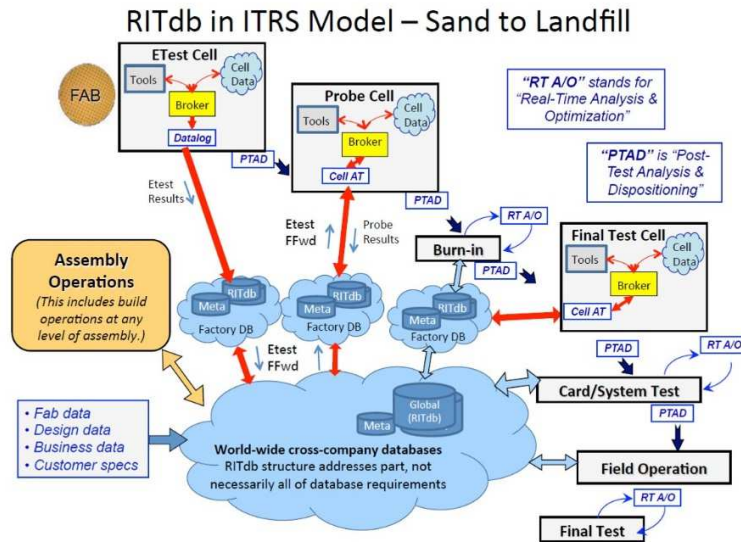 RITdb in ITRS Model – Sand to Landfill
FAB
ETest Cell
Tools
Cell
Data
Broker
Datalog
PTAD
Probe Cell
Tools
Cell
Data
Broker
Cell AT
PTAD
"RT A/O" stands for
"Real-Time Analysis &
Optimization"
"PTAD" is "Post-
Test Analysis &
Dispositioning"
Etest
Results
Etest
FFwd
Probe
Results
Burn-in
RT A/O
PTAD
Final Test Cell
Tools
Cell
Data
Broker
Cell AT
Assembly
Operations
(This includes build
operations at any
level of assembly.)
RITdb
Meta
Factory DB
RITdb
Meta
Factory DB
RITdb
Meta
Factory DB
Etest
FFwd
PTAD
RT A/O
Card/System Test
PTAD
• Fab data
• Design data
• Business data
• Customer specs
Global
(RITdb)
Meta
World-wide cross-company databases
RITdb structure addresses part, not
necessarily all of database requirements
Field Operation
RT A/O
Final Test